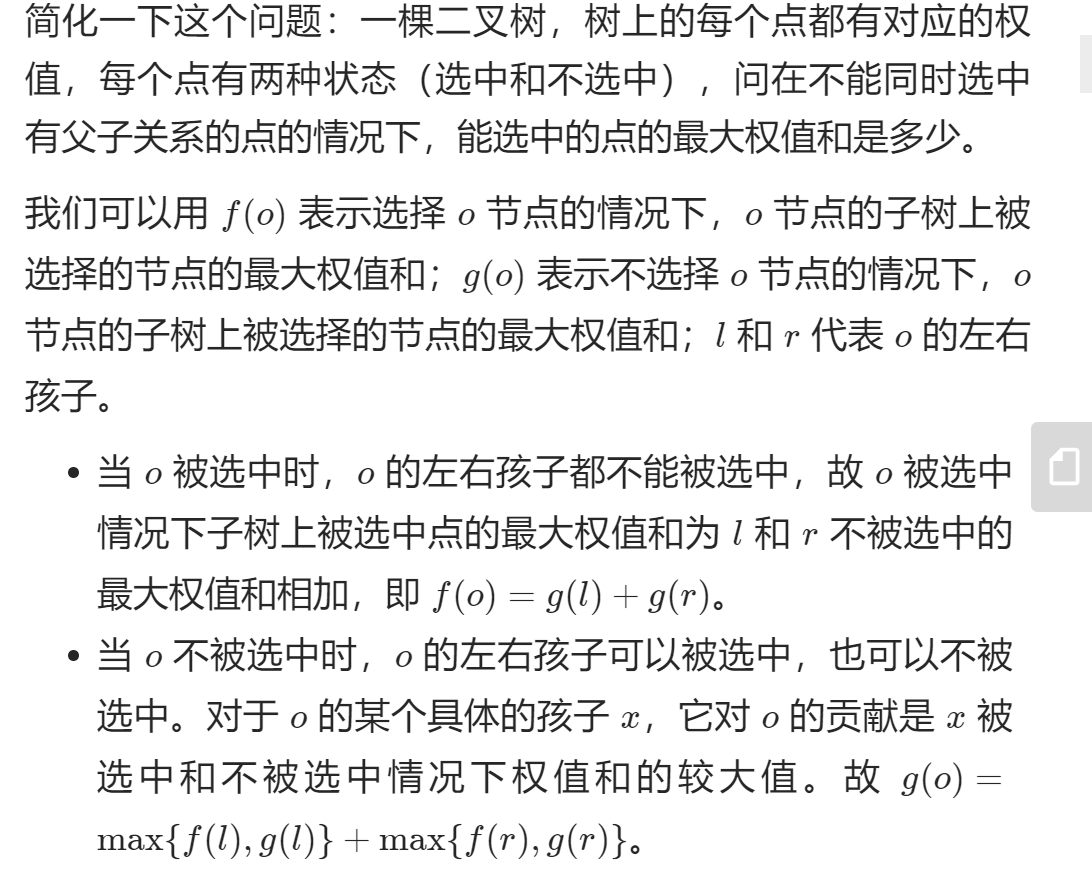 简化一下这个问题：一棵二叉树，树上的每个点都有对应的权
值，每个点有两种状态（选中和不选中），问在不能同时选中
有父子关系的点的情况下，能选中的点的最大权值和是多少。
我们可以用 f(o) 表示选择 o 节点的情况下，o 节点的子树上被
选择的节点的最大权值和；g(o) 表示不选择 o 节点的情况下，o
节点的子树上被选择的节点的最大权值和；l 和 r 代表 o 的左右
孩子。
• 当 o 被选中时，o 的左右孩子都不能被选中，故 o 被选中
情况下子树上被选中点的最大权值和为 l 和 r 不被选中的
最大权值和相加，即 f(o) = g(l) + g(r)。
• 当 o 不被选中时，o 的左右孩子可以被选中，也可以不被
选中。对于 o 的某个具体的孩子 x，它对 o 的贡献是 x 被
选中和不被选中情况下权值和的较大值。故 g(o) =
max{f(l), g(l)} + max{f(r), g(r)}。